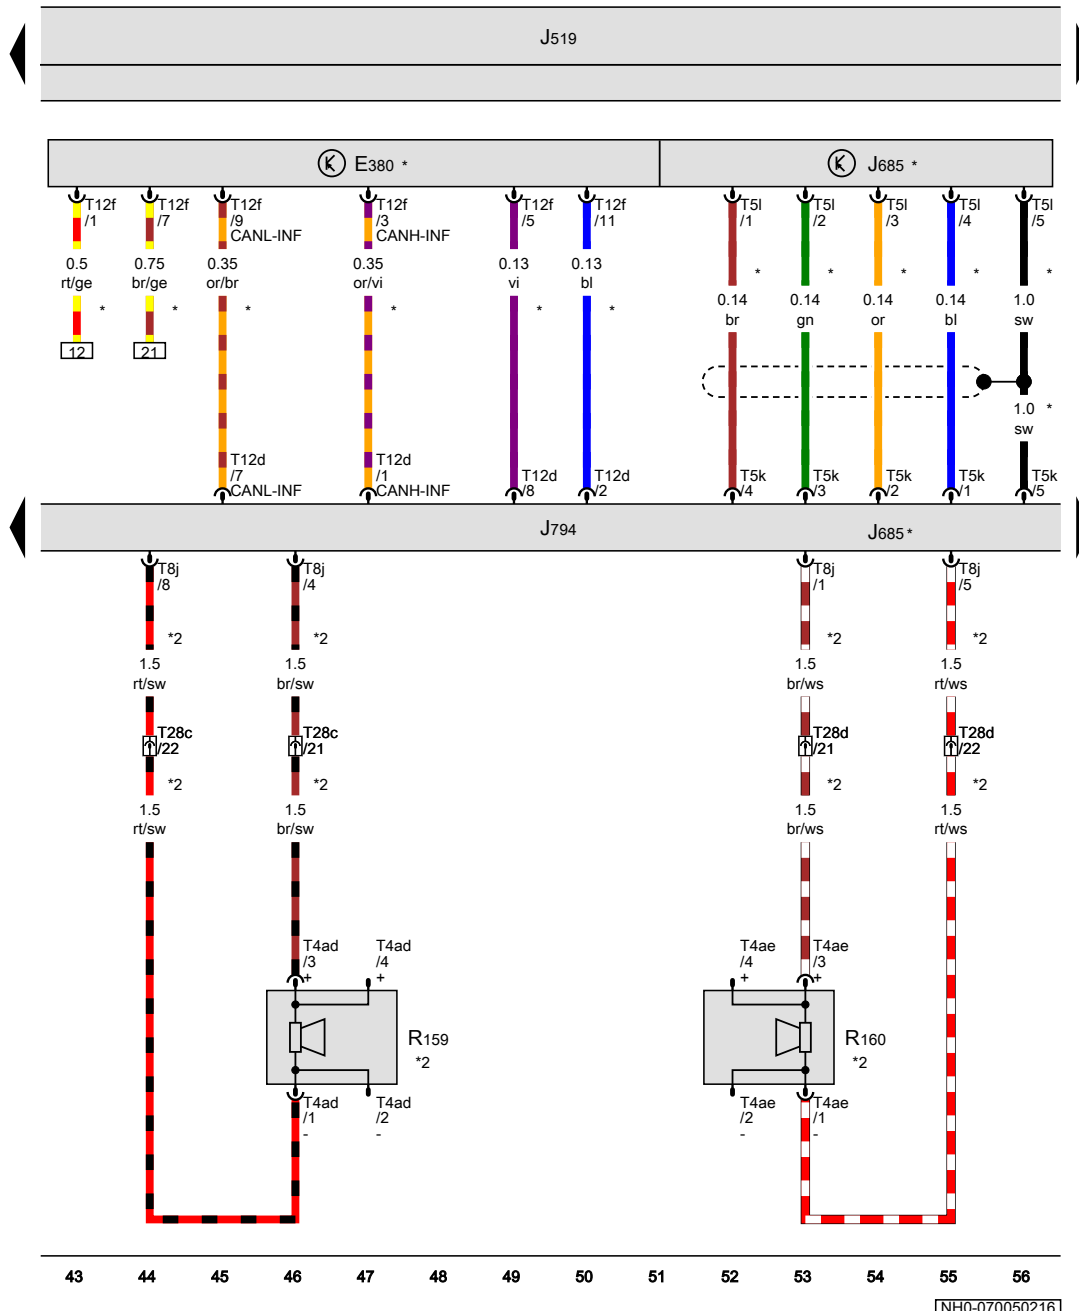 J519
E380 *
J685 *
T12f T12f T12f T12f T12f T12f T5l T5l T5l T5l T5l
/1 /7 /9 /3 /5 /11 /1 /2 /3 /4 /5
CANL-INF CANH-INF
0.5 0.75 0.35 0.35 0.13 0.13 * * * * *
rt/ge br/ge or/br or/vi vi bl
0.14 0.14 0.14 0.14 1.0
* * * * *
br gn or bl sw
12 21
1.0 *
sw
T12d T12d T12d T12d T5k T5k T5k T5k T5k
/7 /1 /8 /2 /4 /3 /2 /1 /5
CANL-INF CANH-INF
J794
J685 *
T8j T8j T8j T8j
/8 /4 /1 /5
*2 *2 *2 *2
1.5 1.5 1.5 1.5
rt/sw br/sw br/ws rt/ws
T28c T28c T28d T28d
/22 /21 /21 /22
*2 *2 *2 *2
1.5 1.5 1.5 1.5
rt/sw br/sw br/ws rt/ws
T4ad T4ad T4ae T4ae
/3 /4 /4 /3
+ + + +
R159 R160
*2 *2
T4ad T4ad T4ae T4ae
/1 /2 /2 /1
- - - -
43 44 45 46 47 48 49 50 51 52 53 54 55 56
NH0-070050216